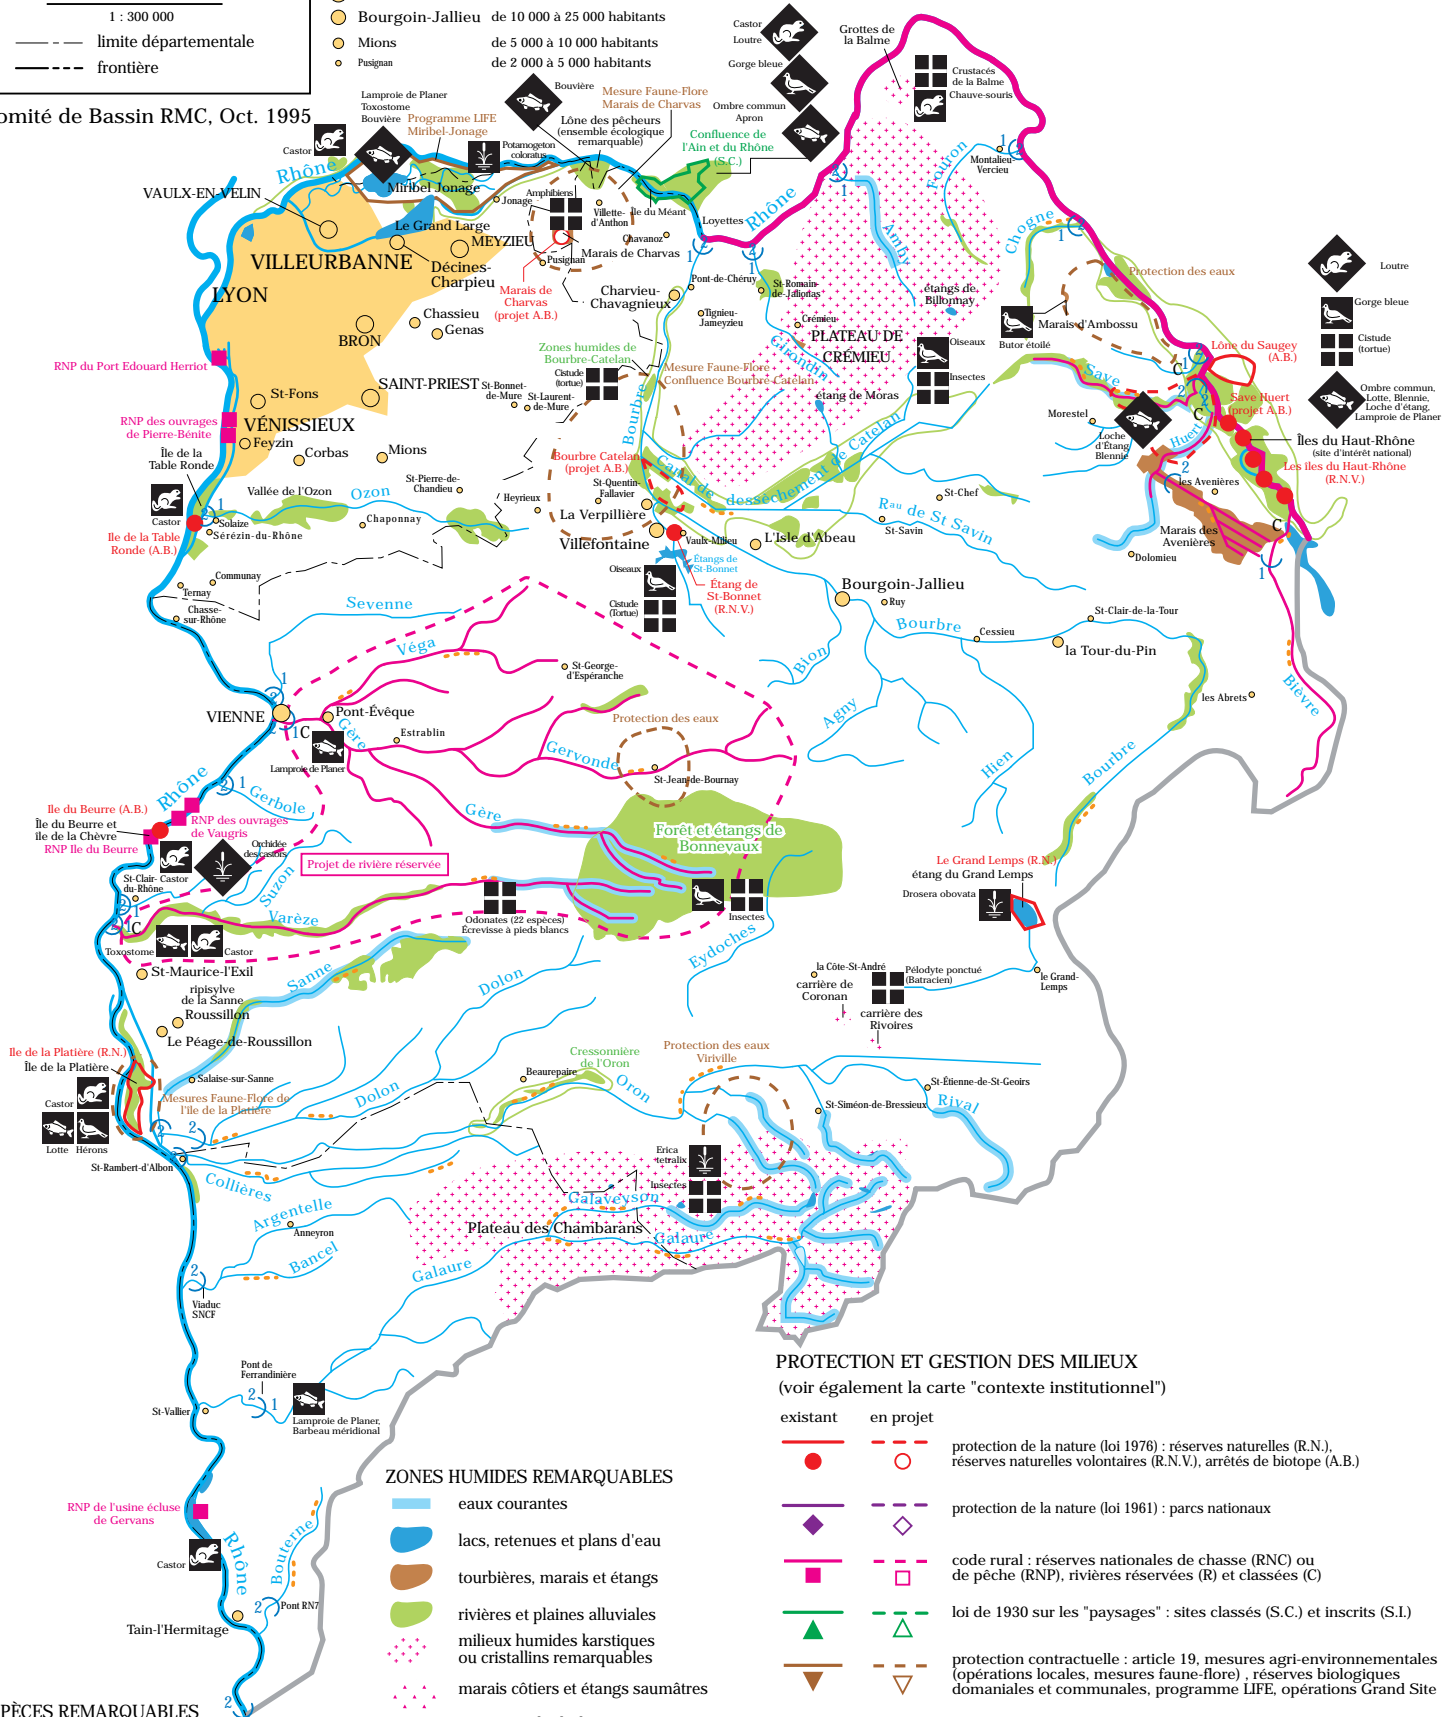 1 : 300 000
limite départementale
frontière
Bourgoin-Jallieu de 10 000 à 25 000 habitants
Mions de 5 000 à 10 000 habitants
Pusignan de 2 000 à 5 000 habitants
omité de Bassin RMC, Oct. 1995
Castor
Loutre
Gorge bleue
Ombre commun
Apron
Grottes de
la Balme
Crustacés
de la Balme
Chauve-souris
Lamproie de Planer
Toxostome
Bouvière
Programme LIFE
Miribel-Jonage
Bouvière
Mesure Faune-Flore
Marais de Charvas
Lône des pêcheurs
(ensemble écologique
remarquable)
Confluence de
l'Ain et du Rhône
(S.C.)
Castor
Potamogeton
coloratus
Rhône
Miribel Jonage
VAULX-EN-VELIN
Jonage
Amphibiens
Villette-
d'Anthon
Île du Méant
Loyettes
Rhône
Fouron
Montalieu-
Vercieu
Amby
Chogne
Le Grand Large
MEYZIEU
Chavanoz
Marais de Charvas
Pusignan
VILLEURBANNE
Décines-
Charpieu
LYON
Marais de
Charvas
(projet A.B.)
Charvieu-
Chavagnieux
Pont-de-Chéruy
St-Romain-
de-Jalionas
Tignieu-
Jameyzieu
Crémieu
étangs de
Billonnay
Protection des eaux
Loutre
Gorge bleue
Cistude
(tortue)
Ombre commun,
Lotte, Blennie,
Loche d'étang,
Lamproie de Planer
Marais d'Ambossu
Butor étoilé
Chassieu
Genas
BRON
PLATEAU DE
CRÉMIEU
Girondin
Oiseaux
Insectes
étang de Moras
Zones humides de
Bourbre-Catelan
Cistude
(tortue)
Mesure Faune-Flore
Confluence Bourbre-Catelan
RNP du Port Edouard Herriot
SAINT-PRIEST
St-Bonnet-
de-Mure
St-Laurent-
de-Mure
St-Fons
Lône du Saugey
(A.B.)
Save
C
Save Huert
(projet A.B.)
Morestel
Loche
d'Étang
Blennie
Huert
C
Îles du Haut-Rhône
(site d'intérêt national)
Les iles du Haut-Rhône
(R.N.V.)
RNP des ouvrages
de Pierre-Bénite
VÉNISSIEUX
Feyzin
Corbas
Mions
Bourbre
Île de la
Table Ronde
Bourbre Catelan
(projet A.B.)
Canal de dessèchement de Catelan
St-Quentin-
Fallavier
St-Pierre-de-
Chandieu
Vallée de l'Ozon
Ozon
Heyrieux
La Verpillière
St-Chef
Rau de St Savin
St-Savin
les Avenières
Marais des
Avenières
C
Dolomieu
Castor
Solaize
Sérézin-du-Rhône
Chaponnay
Ile de la Table
Ronde (A.B.)
Villefontaine
Vaulx-Milieu
L'Isle d'Abeau
Étangs de
St-Bonnet
Oiseaux
Cistude
(Tortue)
Étang de
St-Bonnet
(R.N.V.)
Communay
Ternay
Chasse-
sur-Rhône
Sevenne
Bourgoin-Jallieu
Ruy
Bourbre
Cessieu
St-Clair-de-la-Tour
la Tour-du-Pin
Véga
St-George-
d'Espéranche
Bion
Agny
Hien
les Abrets
Bièvre
Bourbre
VIENNE
C
Pont-Évêque
Gère
Estrablin
Lamproie de Planer
Gervonde
Protection des eaux
St-Jean-de-Bournay
Rhône
Gerbole
Gère
Ile du Beurre (A.B.)
Île du Beurre et
ile de la Chèvre
RNP Ile du Beurre
RNP des ouvrages
de Vaugris
Orchidée
des castors
Projet de rivière réservée
Forêt et étangs de
Bonnevaux
Le Grand Lemps (R.N.)
étang du Grand Lemps
Drosera obovata
St-Clair-
du-Rhône
Castor
Suzon
Varèze
C
Odonates (22 espèces)
Écrevisse à pieds blancs
Insectes
Eydoches
Toxostome
Castor
St-Maurice-l'Exil
ripisylve
de la Sanne
Sanne
Dolon
la Côte-St-André
carrière de
Coronan
Pélodyte ponctué
(Batracien)
carrière des
Rivoires
le Grand-
Lemps
Roussillon
Le Péage-de-Roussillon
Ile de la Platière (R.N.)
Île de la Platière
Castor
Lotte Hérons
Salaise-sur-Sanne
Mesures Faune-Flore de
l'île de la Platière
Dolon
Beaurepaire
Cressonnière
de l'Oron
Oron
Protection des eaux
Viriville
St-Étienne-de-St-Geoirs
St-Siméon-de-Bressieux
Rival
St-Rambert-d'Albon
Collières
Argentelle
Anneyron
Bancel
Erica
tetralix
Insectes
Galaveyson
Plateau des Chambarans
Galaure
Galaure
Viaduc
SNCF
Pont de
Ferrandinière
St-Vallier
Lamproie de Planer,
Barbeau méridional
RNP de l'usine écluse
de Gervans
Castor
Rhône
Bouterne
Pont RN7
Tain-l'Hermitage
PÈCES REMARQUABLES
ZONES HUMIDES REMARQUABLES
eaux courantes
lacs, retenues et plans d'eau
tourbières, marais et étangs
rivières et plaines alluviales
milieux humides karstiques
ou cristallins remarquables
marais côtiers et étangs saumâtres
PROTECTION ET GESTION DES MILIEUX
(voir également la carte "contexte institutionnel")
existant en projet
protection de la nature (loi 1976) : réserves naturelles (R.N.),
réserves naturelles volontaires (R.N.V.), arrêtés de biotope (A.B.)
protection de la nature (loi 1961) : parcs nationaux
code rural : réserves nationales de chasse (RNC) ou
de pêche (RNP), rivières réservées (R) et classées (C)
loi de 1930 sur les "paysages" : sites classés (S.C.) et inscrits (S.I.)
protection contractuelle : article 19, mesures agri-environnementales
(opérations locales, mesures faune-flore) , réserves biologiques
domaniales et communales, programme LIFE, opérations Grand Site